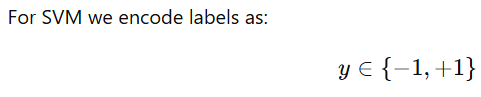 For SVM we encode labels as:
y ∈ {−1, +1}